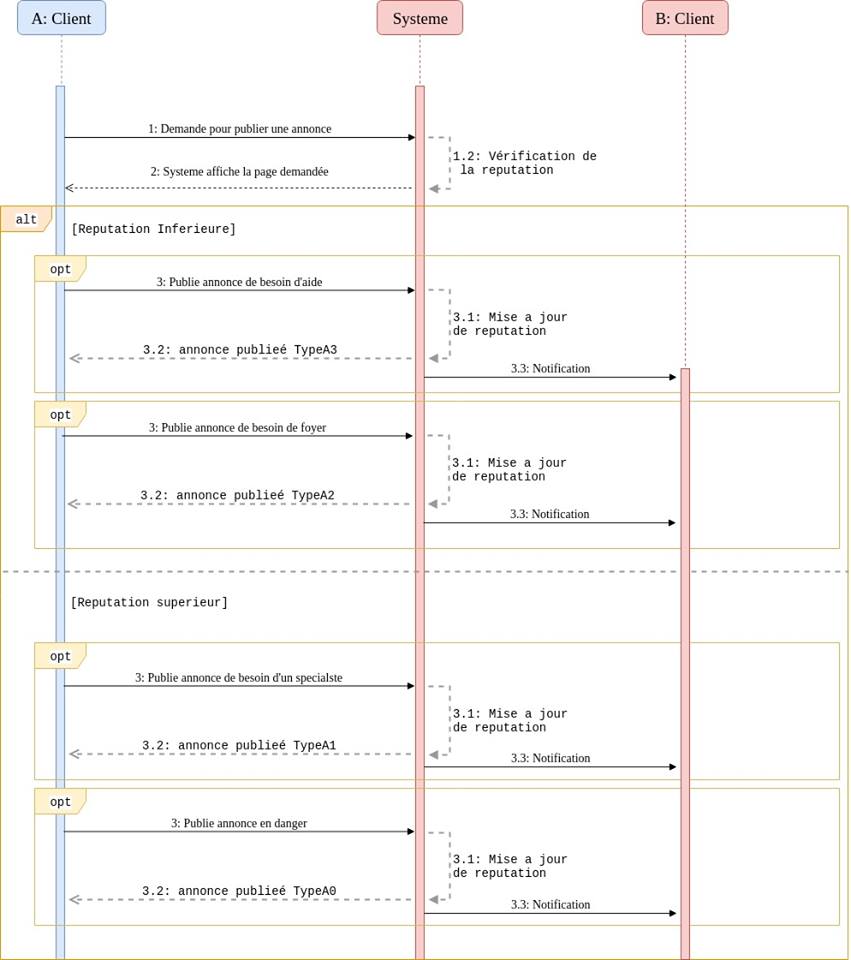 A: Client
Systeme
B: Client
1: Demande pour publier une annonce
1.2: Vérification de
la reputation
2: Systeme affiche la page demandée
alt
[Reputation Inferieure]
opt
3: Publie annonce de besoin d'aide
3.1: Mise a jour
de reputation
3.2: annonce publieé TypeA3
3.3: Notification
opt
3: Publie annonce de besoin de foyer
3.1: Mise a jour
de reputation
3.2: annonce publieé TypeA2
3.3: Notification
[Reputation superieur]
opt
3: Publie annonce de besoin d'un specialste
3.1: Mise a jour
de reputation
3.2: annonce publieé TypeA1
3.3: Notification
opt
3: Publie annonce en danger
3.1: Mise a jour
de reputation
3.2: annonce publieé TypeA0
3.3: Notification